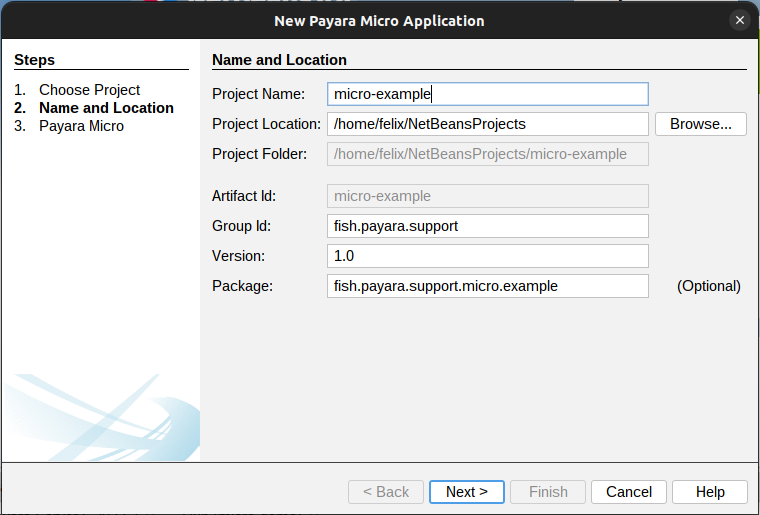 New Payara Micro Application
Steps
1. Choose Project
2. Name and Location
3. Payara Micro
Name and Location
Project Name: micro-example
Project Location: /home/felix/NetBeansProjects Browse...
Project Folder: /home/felix/NetBeansProjects/micro-example
Artifact Id: micro-example
Group Id: fish.payara.support
Version: 1.0
Package: fish.payara.support.micro.example (Optional)
< Back Next > Finish Cancel Help